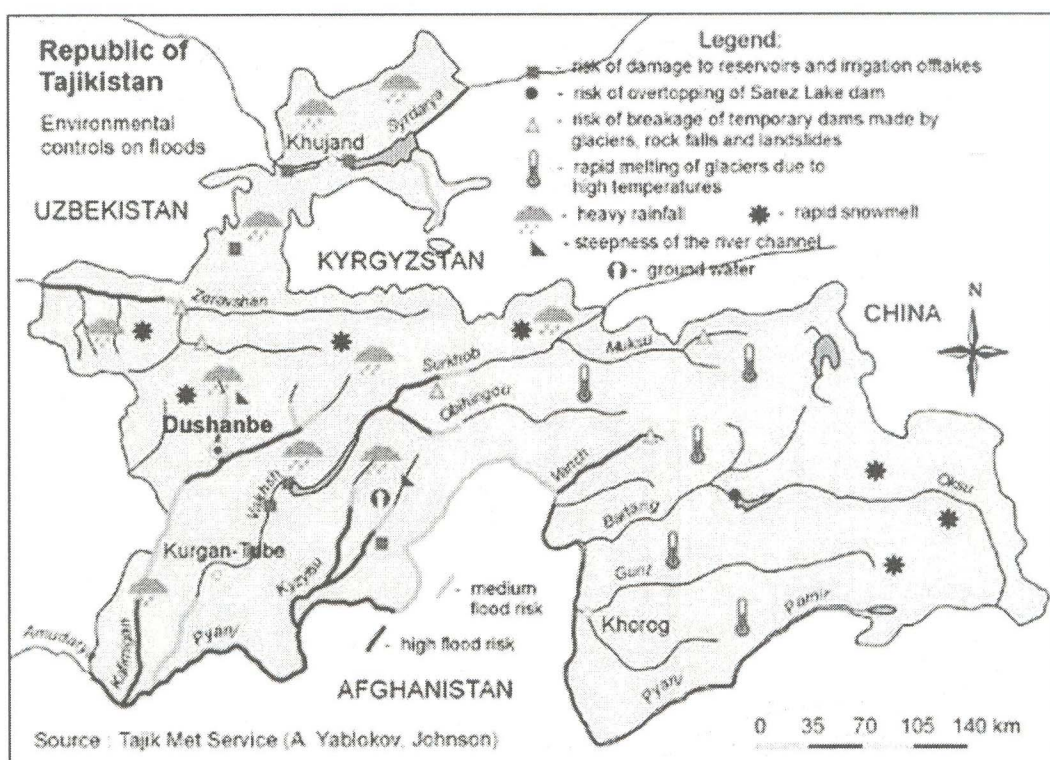 Republic of
Tajikistan
Environmental
controls on floods
Legend:
- risk of damage to reservoirs and irrigation offtakes
- risk of overtopping of Sarez Lake dam
- risk of breakage of temporary dams made by
glaciers, rock falls and landslides
- rapid melting of glaciers due to
high temperatures
- heavy rainfall
- rapid snowmelt
- steepness of the river channel
- ground water
Syrdarya
Khujand
UZBEKISTAN
KYRGYZSTAN
CHINA
N
Zeravshan
Surkhob
Muksu
Obihingou
Dushanbe
Vakhsh
Vanch
Bartang
Oksu
Kurgan-Tube
Kyzylsu
Gunt
Khorog
Pamir
- medium
flood risk
- high flood risk
Kafirnigan
Pyanj
Pyanj
AFGHANISTAN
0 35 70 105 140 km
Source : Tajik Met Service (A. Yablokov, Johnson)